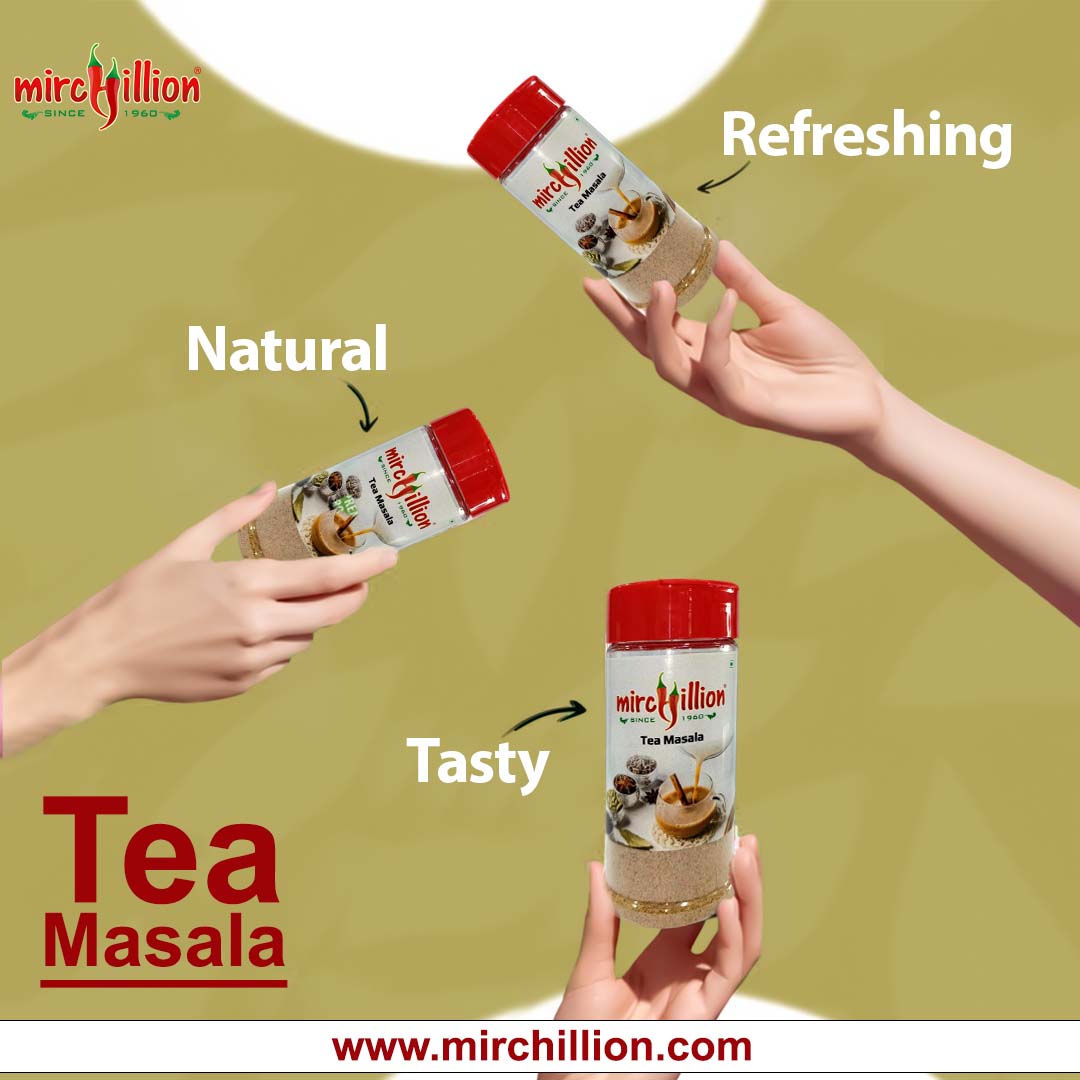 mirchillion®
SINCE 1960
Refreshing
mirchillion
SINCE 1960
Tea Masala
Natural
mirchillion
SINCE 1960
Tea Masala
Tasty
mirchillion®
SINCE 1960
Tea Masala
Tea
Masala
www.mirchillion.com